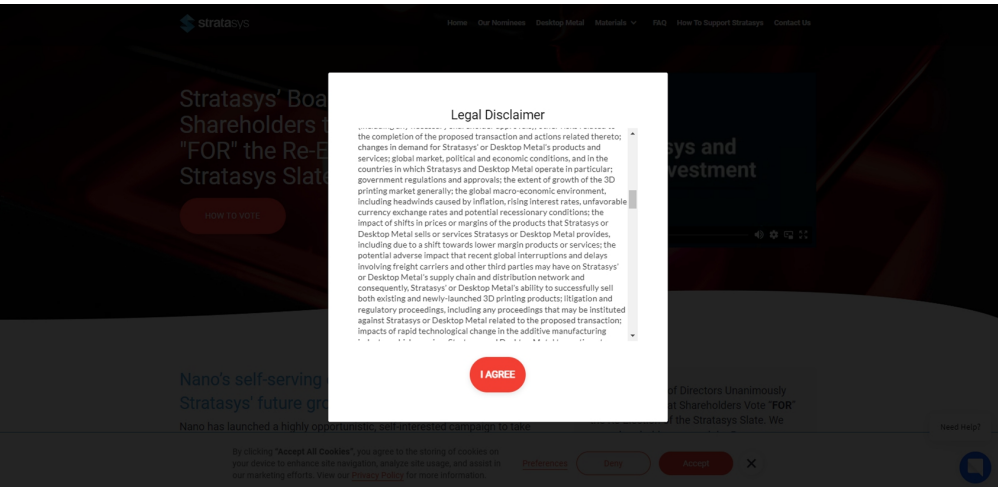 stratasys
Home Our Nominees Desktop Metal Materials FAQ How To Support Stratasys Contact Us
Stratasys' Boa
Shareholders t
"FOR" the Re-E
Stratasys Slate
HOW TO VOTE
sys and
vestment
Legal Disclaimer
the completion of the proposed transaction and actions related thereto;
changes in demand for Stratasys' or Desktop Metal's products and
services; global market, political and economic conditions, and in the
countries in which Stratasys and Desktop Metal operate in particular;
government regulations and approvals; the extent of growth of the 3D
printing market generally; the global macro-economic environment,
including headwinds caused by inflation, rising interest rates, unfavorable
currency exchange rates and potential recessionary conditions; the
impact of shifts in prices or margins of the products that Stratasys or
Desktop Metal sells or services Stratasys or Desktop Metal provides,
including due to a shift towards lower margin products or services; the
potential adverse impact that recent global interruptions and delays
involving freight carriers and other third parties may have on Stratasys'
or Desktop Metal's supply chain and distribution network and
consequently, Stratasys' or Desktop Metal's ability to successfully sell
both existing and newly-launched 3D printing products; litigation and
regulatory proceedings, including any proceedings that may be instituted
against Stratasys or Desktop Metal related to the proposed transaction;
impacts of rapid technological change in the additive manufacturing
I AGREE
Nano's self-serving
Stratasys' future gro
Nano has launched a highly opportunistic, self-interested campaign to take
of Directors Unanimously
at Shareholders Vote "FOR"
of the Stratasys Slate. We
Need Help?
By clicking "Accept All Cookies", you agree to the storing of cookies on
your device to enhance site navigation, analyze site usage, and assist in
our marketing efforts. View our Privacy Policy for more information.
Preferences Deny Accept